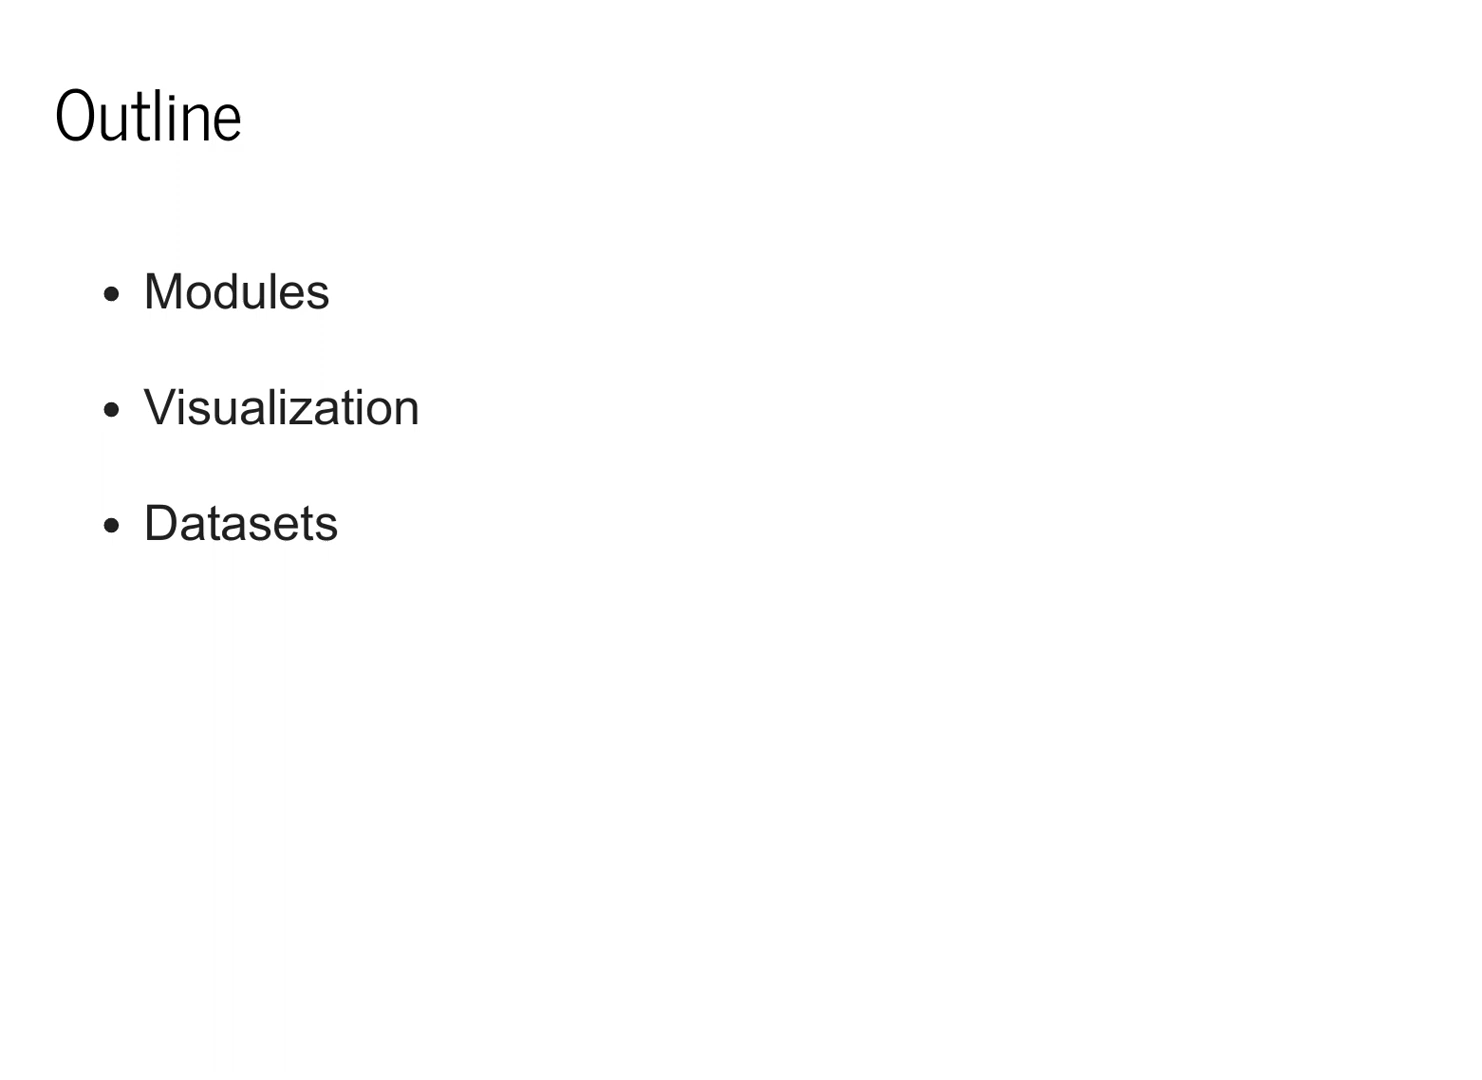 Outline
• Modules
• Visualization
• Datasets